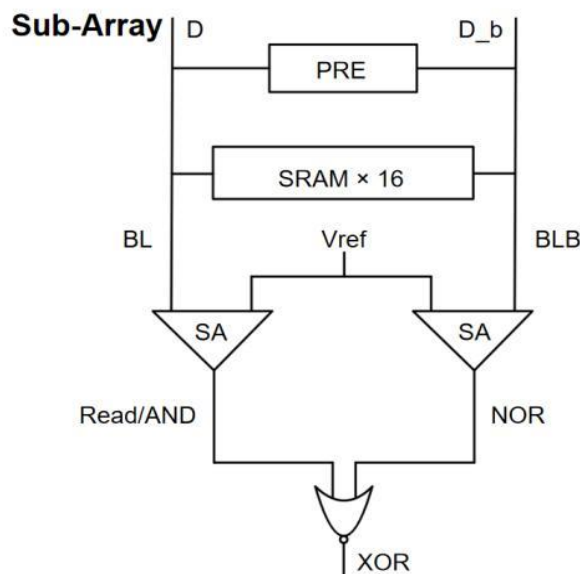 Sub-Array
D
D_b
PRE
SRAM × 16
BL
Vref
BLB
SA
SA
Read/AND
NOR
XOR